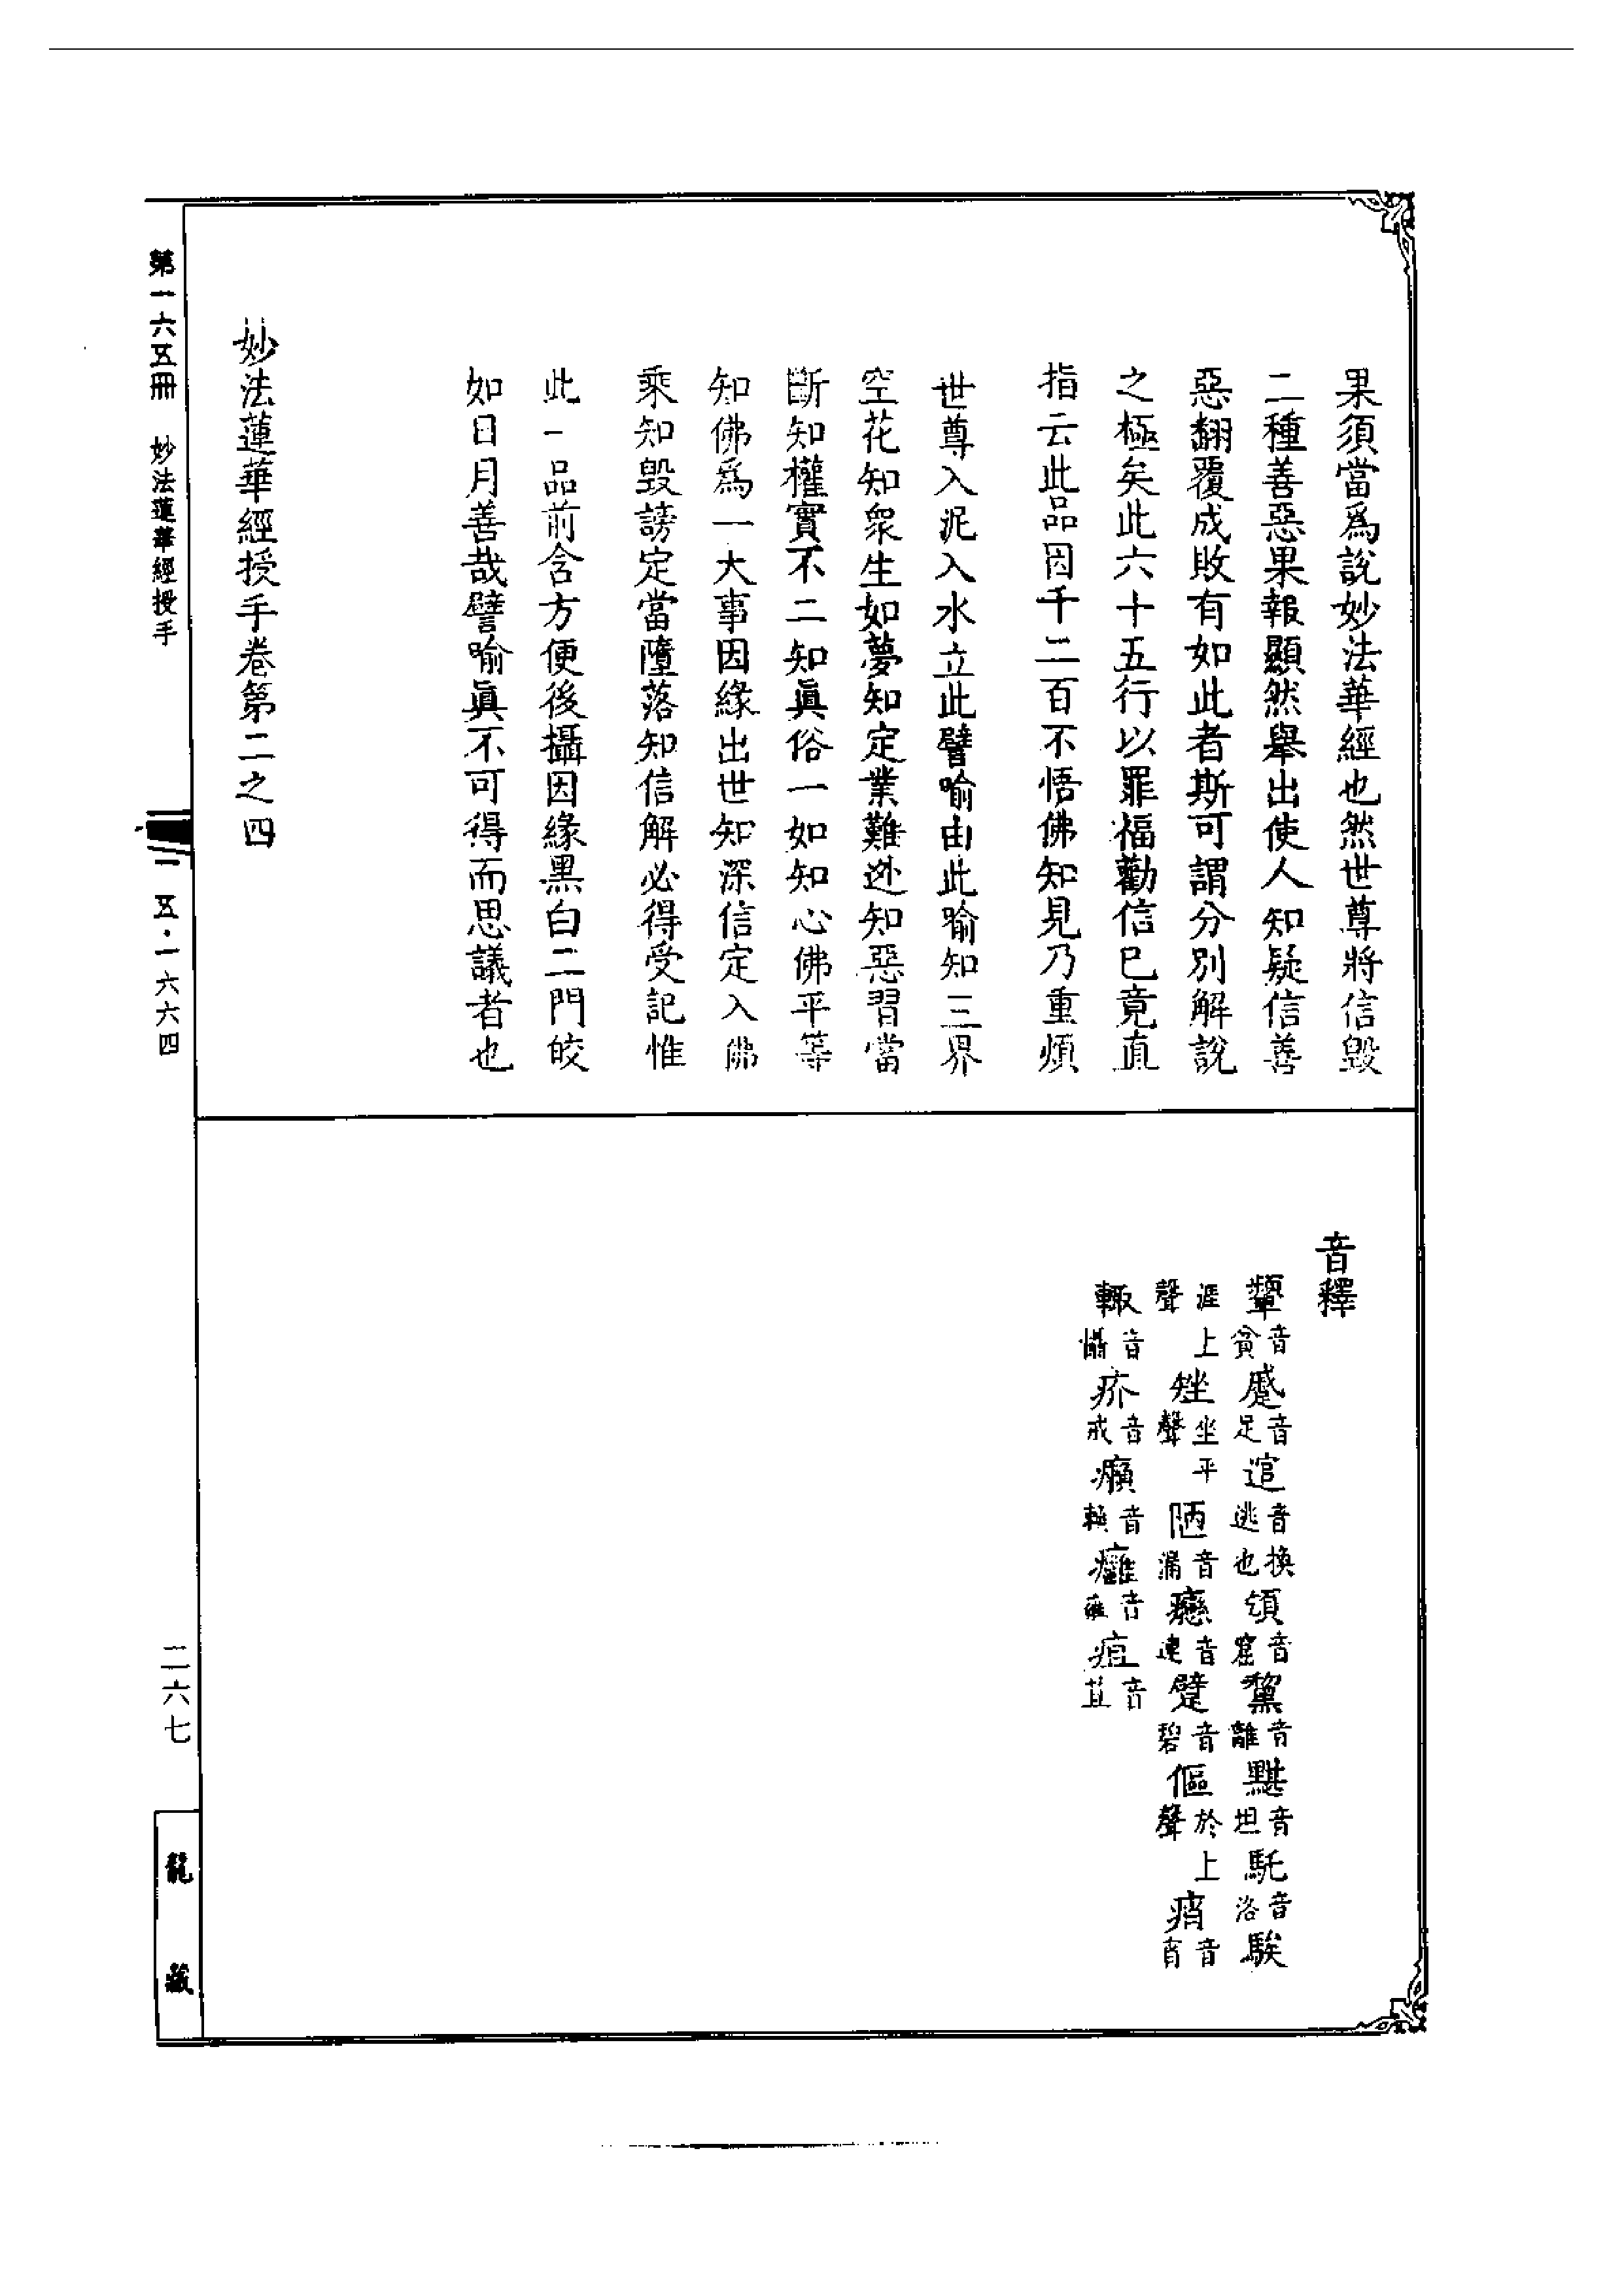 果須當爲說妙法華經也然世尊將信毀
二種善惡果報顯然舉出使人知疑信善
惡翻覆成敗有如此者斯可謂分別解說
之極矣此六十五行以罪福勸信已竟直
指云此品因千二百不悟佛知見乃重煩
世尊入泥入水立此譬喻由此喻知三界
空花知衆生如夢知定業難逃知惡習當
斷知權實不二知眞俗一如知心佛平等
知佛爲一大事因緣出世知深信定入佛
乘知毀謗定當墮落知信解必得受記惟
此一品前含方便後攝因緣黑白二門皎
如日月善哉譬喻眞不可得而思議者也
妙法蓮華經授手卷第二之四
音釋
顰音貧蹙音足逭音換逃也頷音窟黧音離黮音坦馲音洛騃
涯上聲矬坐平聲陋音漏癋音建躄音碧傴於上聲痟音宵
輒音懾疥音戒癩音賴癰音雍疽音苴
第一六五冊 妙法蓮華經授手
一五·一六六四
二六七
龍藏